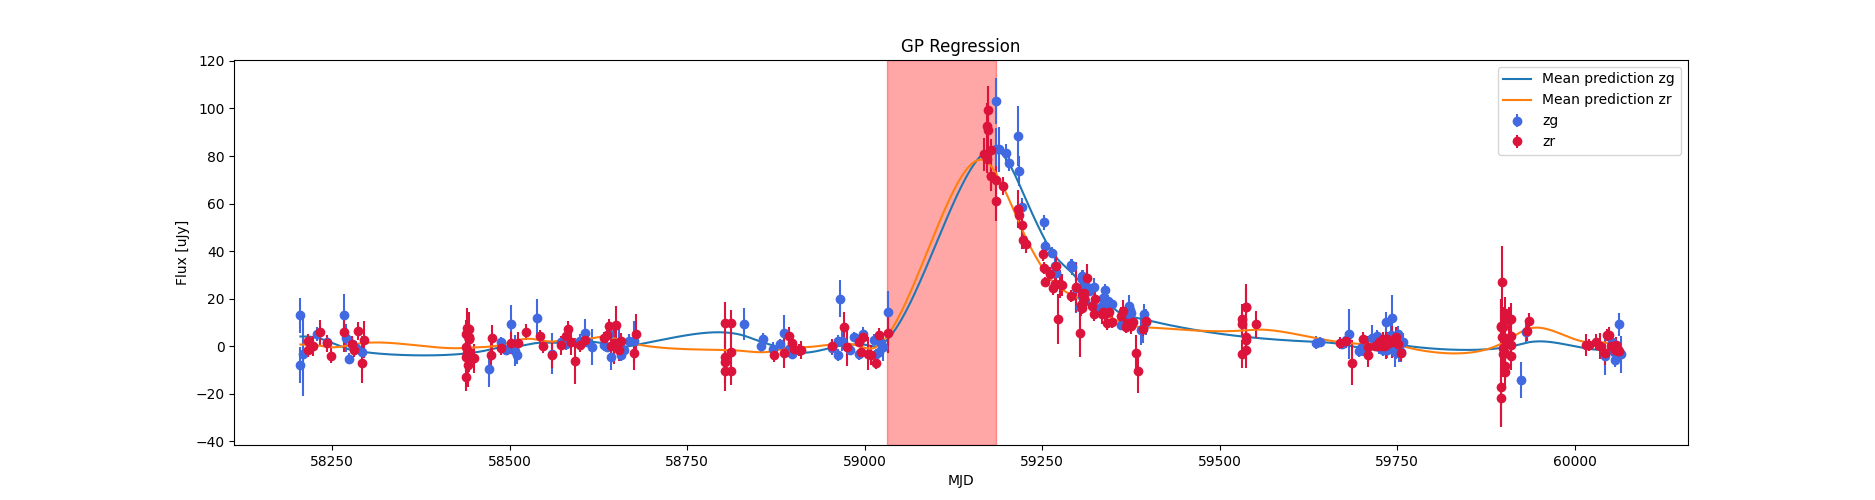 GP Regression
120
100
80
60
40
20
0
−20
−40
Flux [uJy]
58250
58500
58750
59000
59250
59500
59750
60000
MJD
Mean prediction zg
Mean prediction zr
zg
zr